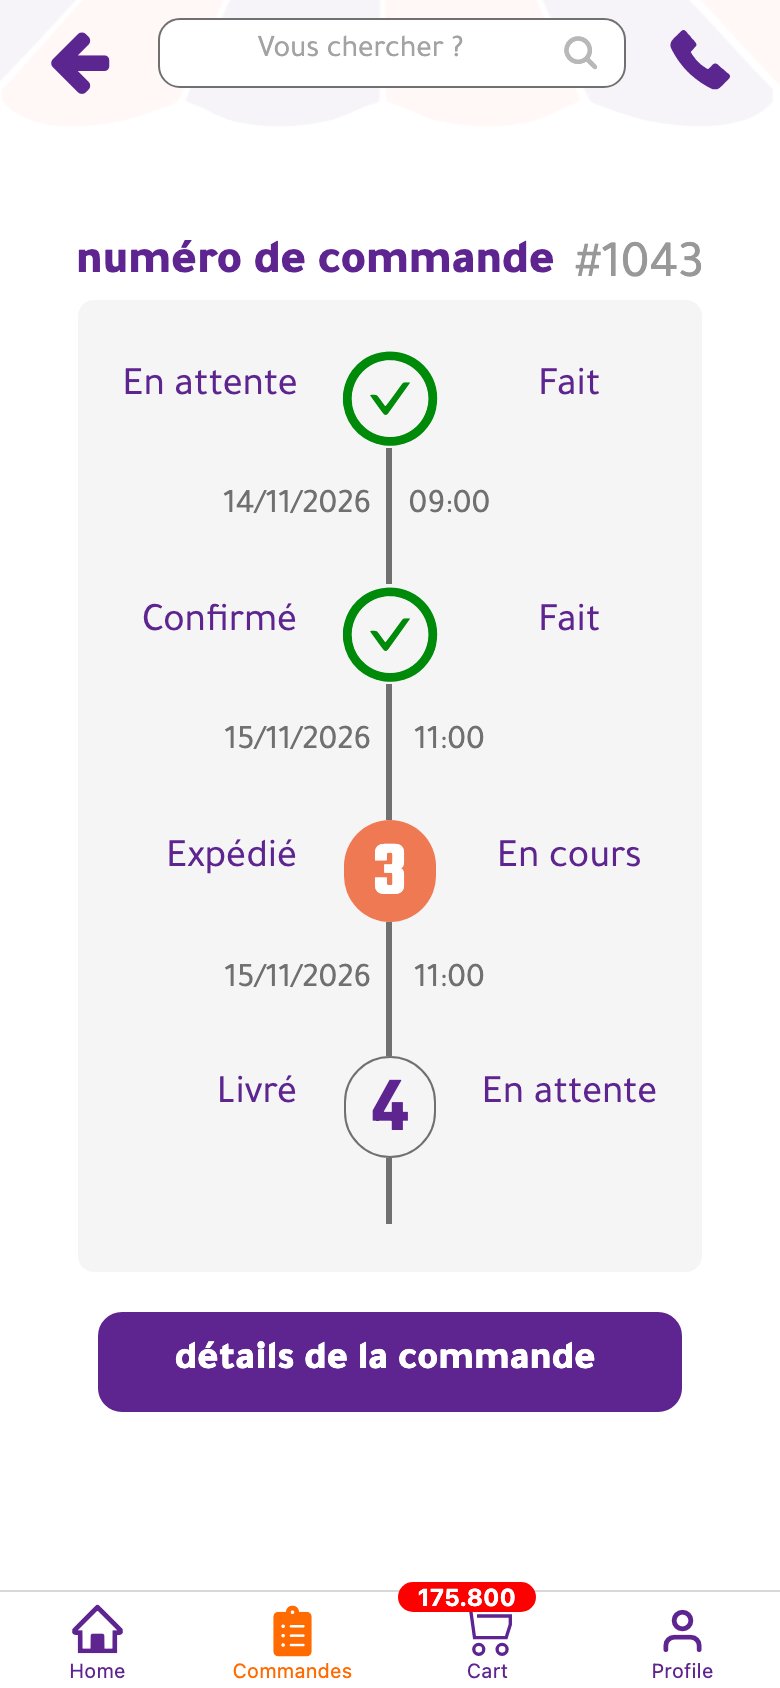 Vous chercher ?
numéro de commande #1043
En attente Fait
14/11/2026 09:00
Confirmé Fait
15/11/2026 11:00
Expédié 3 En cours
15/11/2026 11:00
Livré 4 En attente
détails de la commande
175.800
Home Commandes Cart Profile